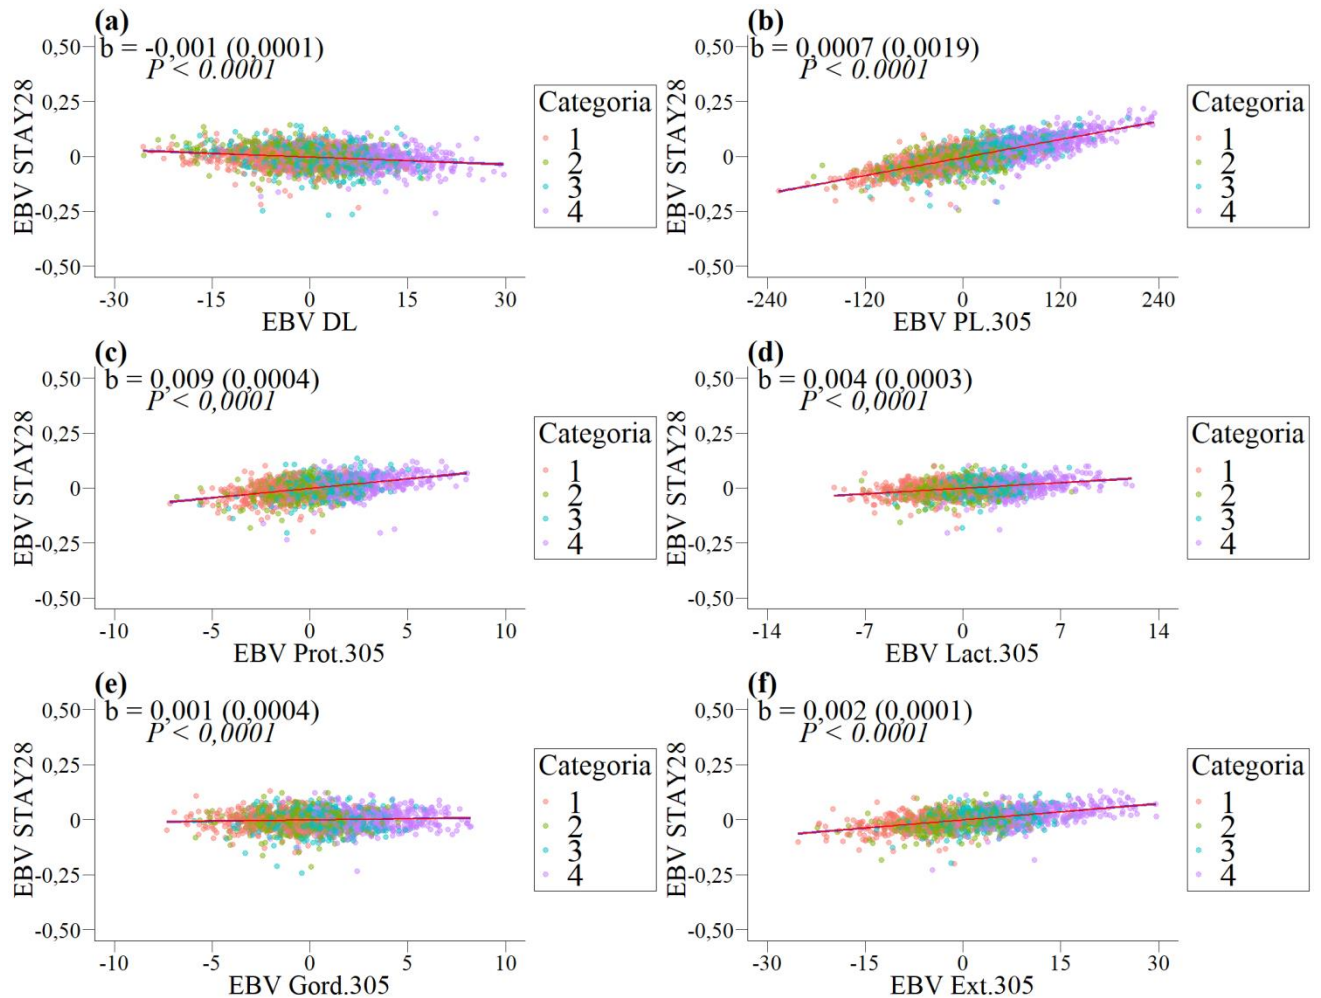 (a)
b = -0,001 (0,0001)
P < 0.0001
0,50
0,25
0
-0,25
-0,50
EBV STAY28
-30 -15 0 15 30
EBV DL
Categoria
1
2
3
4
(b)
b = 0,0007 (0,0019)
P < 0.0001
0,50
0,25
0
-0,25
-0,50
EBV STAY28
-240 -120 0 120 240
EBV PL.305
Categoria
1
2
3
4
(c)
b = 0,009 (0,0004)
P < 0,0001
0,50
0,25
0
-0,25
-0,50
EBV STAY28
-10 -5 0 5 10
EBV Prot.305
Categoria
1
2
3
4
(d)
b = 0,004 (0,0003)
P < 0,0001
0,50
0,25
0
-0,25
-0,50
EBV STAY28
-14 -7 0 7 14
EBV Lact.305
Categoria
1
2
3
4
(e)
b = 0,001 (0,0004)
P < 0,0001
0,50
0,25
0
-0,25
-0,50
EBV STAY28
-10 -5 0 5 10
EBV Gord.305
Categoria
1
2
3
4
(f)
b = 0,002 (0,0001)
P < 0.0001
0,50
0,25
0
-0,25
-0,50
EBV STAY28
-30 -15 0 15 30
EBV Ext.305
Categoria
1
2
3
4